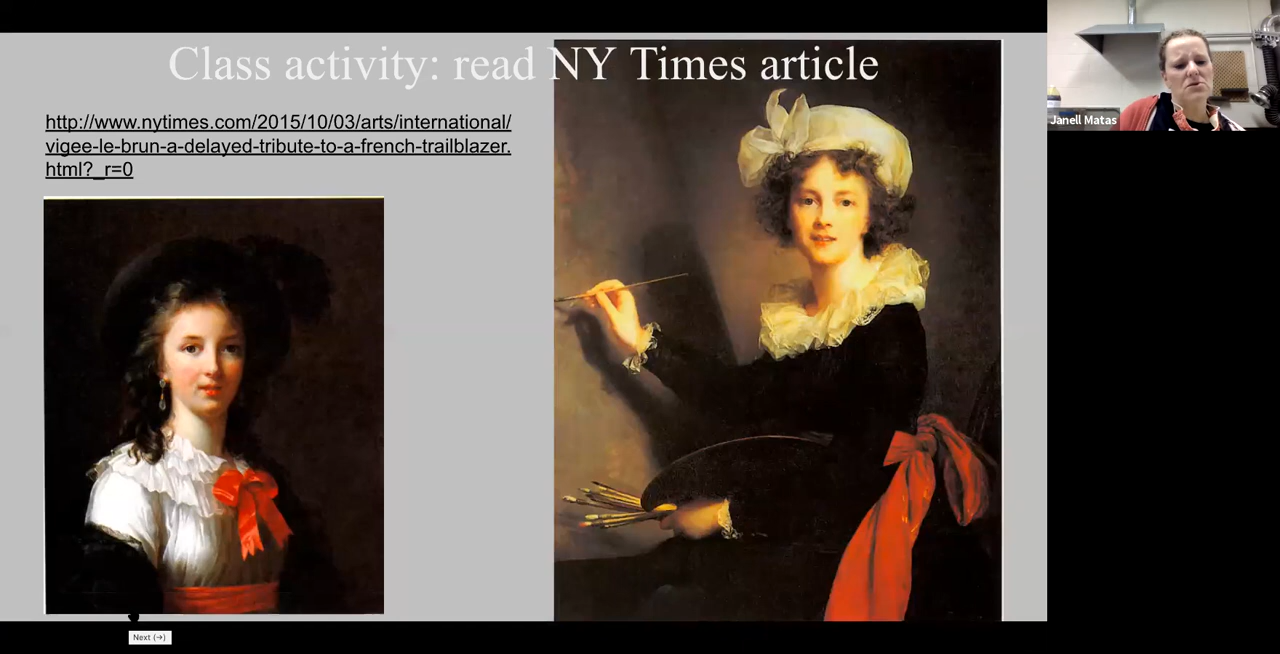 Class activity: read NY Times article
http://www.nytimes.com/2015/10/03/arts/international/
vigee-le-brun-a-delayed-tribute-to-a-french-trailblazer.
html?_r=0
Janell Matas
Next (→)